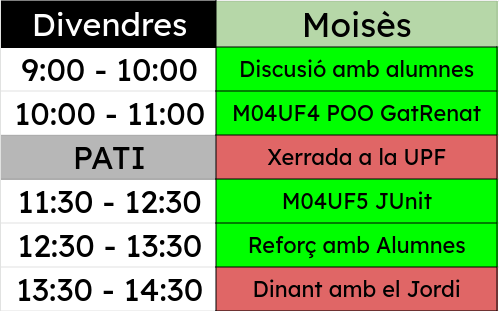 Divendres Moisès
9:00 - 10:00 Discusió amb alumnes
10:00 - 11:00 M04UF4 POO GatRenat
PATI Xerrada a la UPF
11:30 - 12:30 M04UF5 JUnit
12:30 - 13:30 Reforç amb Alumnes
13:30 - 14:30 Dinant amb el Jordi